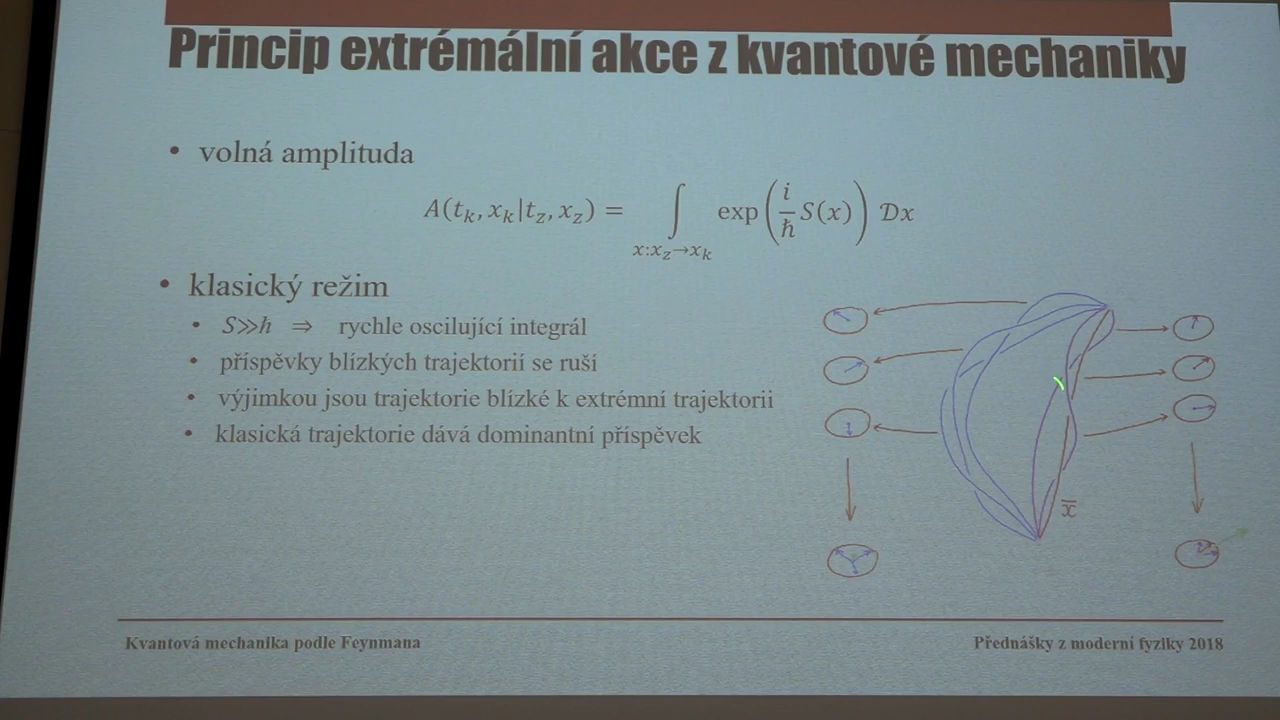 Princip extrémální akce z kvantové mechaniky
• volná amplituda
A(t_k, x_k|t_z, x_z) = ∫_{x:x_z→x_k} exp(i/ħ S(x)) 𝒟x
• klasický režim
• S≫ħ ⇒ rychle oscilující integrál
• příspěvky blízkých trajektorií se ruší
• výjimkou jsou trajektorie blízké k extrémní trajektorii
• klasická trajektorie dává dominantní příspěvek
x̅
Kvantová mechanika podle Feynmana
Přednášky z moderní fyziky 2018